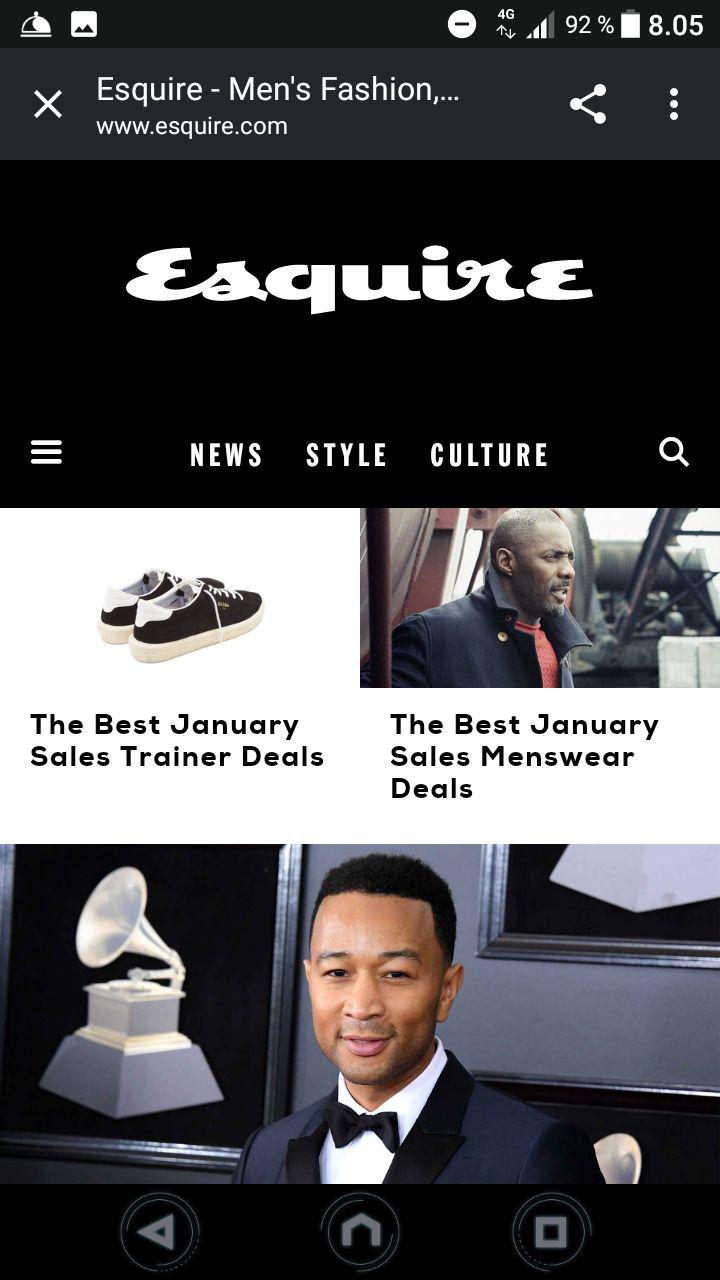 4G 92 % 8.05
Esquire - Men's Fashion,...
www.esquire.com
Esquire
NEWS STYLE CULTURE
The Best January
Sales Trainer Deals
The Best January
Sales Menswear
Deals